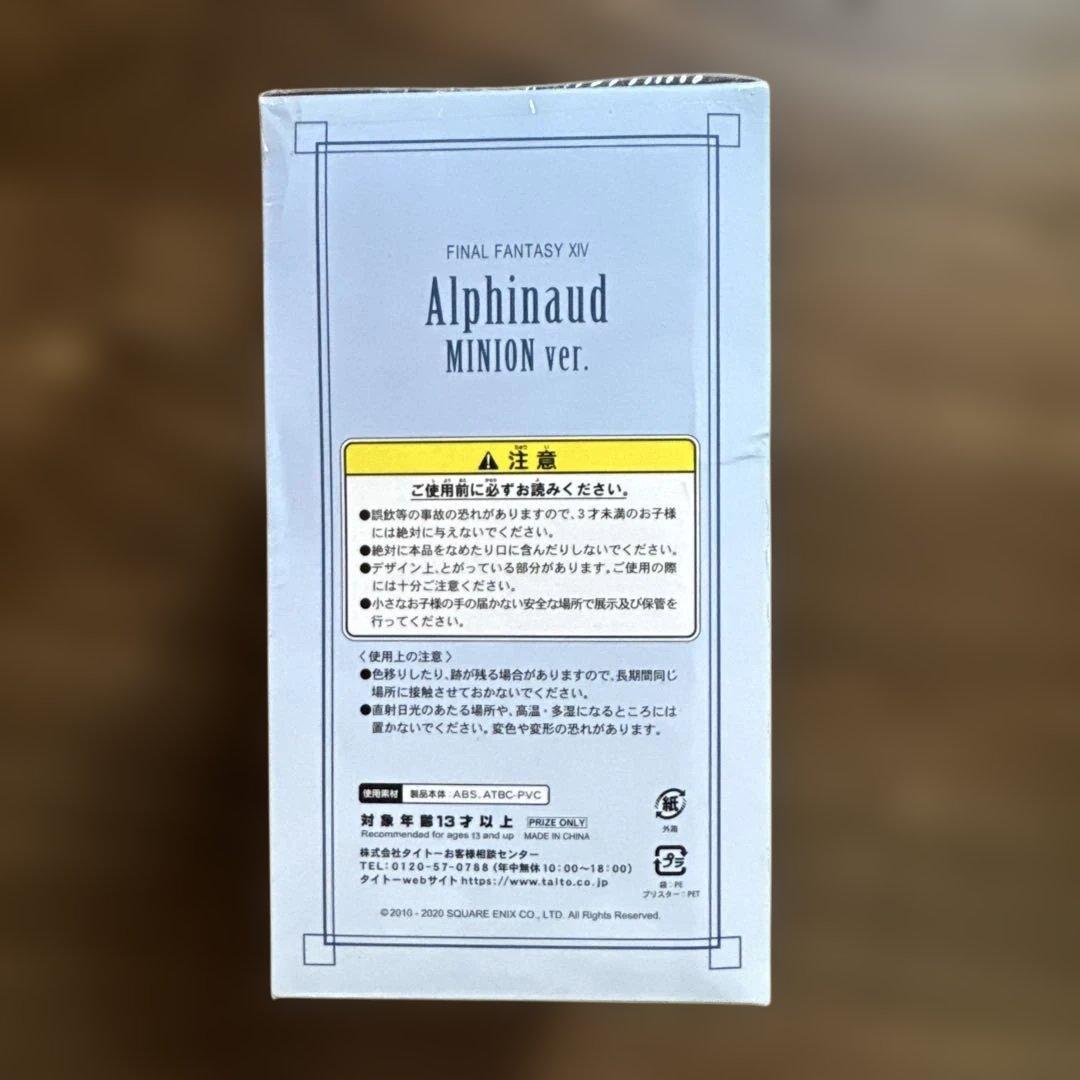 FINAL FANTASY XIV
Alphinaud
MINION ver.
⚠注意
ご使用前に必ずお読みください。
●誤飲等の事故の恐れがありますので、3才未満のお子様
には絶対に与えないでください。
●絶対に本品をなめたり口に含んだりしないでください。
●デザイン上、とがっている部分があります。ご使用の際
には十分ご注意ください。
●小さなお子様の手の届かない安全な場所で展示及び保管を
行ってください。
〈使用上の注意〉
●色移りしたり、跡が残る場合がありますので、長期間同じ
場所に接触させておかないでください。
●直射日光のあたる場所や、高温・多湿になるところには
置かないでください。変色や変形の恐れがあります。
使用素材 製品本体:ABS、ATBC-PVC
対象年齢13才以上 PRIZE ONLY
Recommended for ages 13 and up MADE IN CHINA
株式会社タイトーお客様相談センター
TEL:0120-57-0788(年中無休10:00〜18:00)
タイトーwebサイトhttps://www.taito.co.jp
紙
外箱
プラ
袋:PE
ブリスター:PET
©2010 - 2020 SQUARE ENIX CO., LTD. All Rights Reserved.